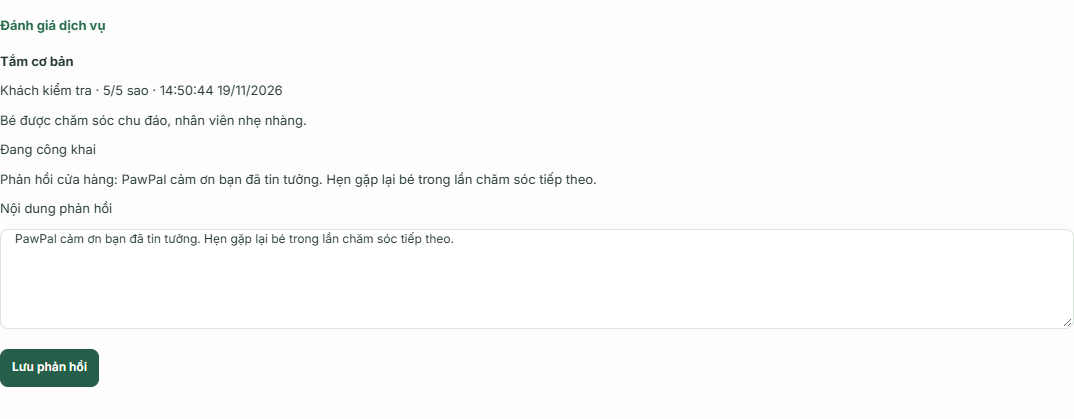 Đánh giá dịch vụ
Tắm cơ bản
Khách kiểm tra · 5/5 sao · 14:50:44 19/11/2026
Bé được chăm sóc chu đáo, nhân viên nhẹ nhàng.
Đang công khai
Phản hồi cửa hàng: PawPal cảm ơn bạn đã tin tưởng. Hẹn gặp lại bé trong lần chăm sóc tiếp theo.
Nội dung phản hồi
PawPal cảm ơn bạn đã tin tưởng. Hẹn gặp lại bé trong lần chăm sóc tiếp theo.
Lưu phản hồi